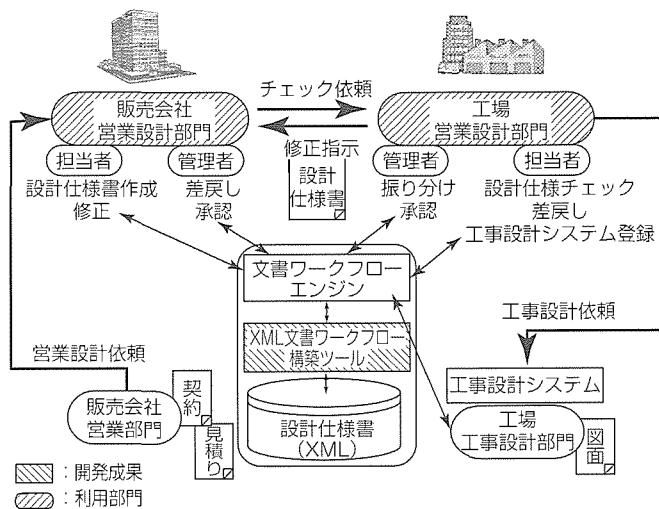 チェック依頼
販売会社
営業設計部門
工場
営業設計部門
担当者
管理者
修正指示
管理者
担当者
設計仕様書作成
修正
差戻し
承認
設計
仕様書
振り分け
承認
設計仕様チェック
差戻し
工事設計システム登録
文書ワークフロー
エンジン
XML文書ワークフロー
構築ツール
設計仕様書
(XML)
営業設計依頼
販売会社
営業部門
契約
見積り
工事設計依頼
工事設計システム
工場
工事設計部門
図面
:開発成果
:利用部門